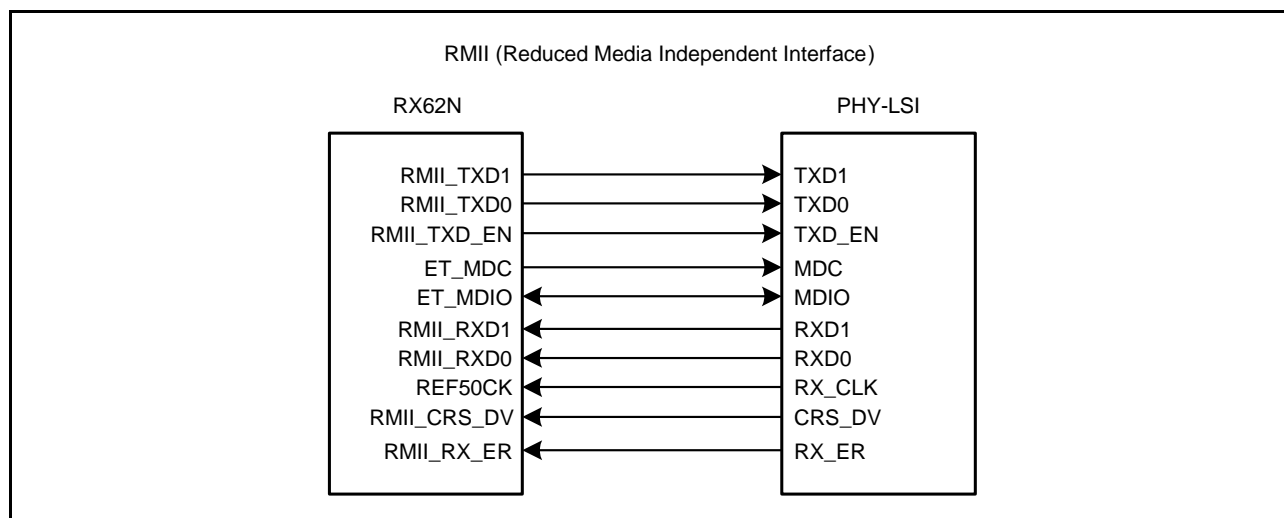 RMII (Reduced Media Independent Interface)
RX62N PHY-LSI
RMII_TXD1 TXD1
RMII_TXD0 TXD0
RMII_TXD_EN TXD_EN
ET_MDC MDC
ET_MDIO MDIO
RMII_RXD1 RXD1
RMII_RXD0 RXD0
REF50CK RX_CLK
RMII_CRS_DV CRS_DV
RMII_RX_ER RX_ER